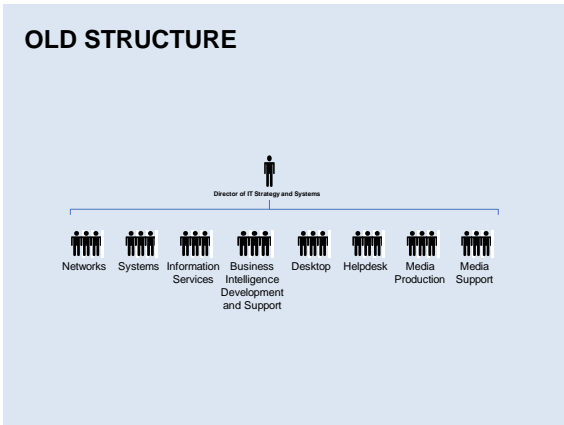 OLD STRUCTURE
Director of IT Strategy and Systems
Networks
Systems
Information
Services
Business
Intelligence
Development
and Support
Desktop
Helpdesk
Media
Production
Media
Support